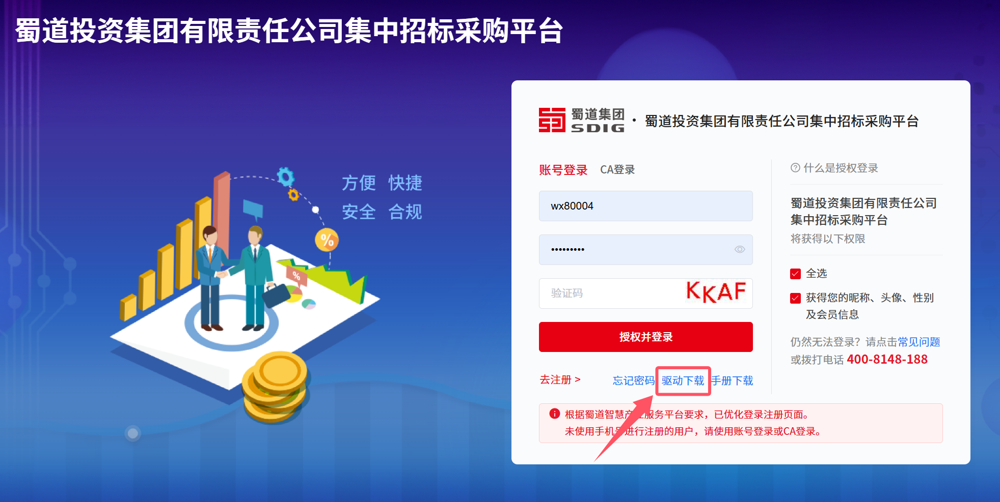 蜀道投资集团有限责任公司集中招标采购平台
方便 快捷
安全 合规
%
%
蜀道集团
SDIG
· 蜀道投资集团有限责任公司集中招标采购平台
账号登录 CA登录
wx80004
•••••••••
验证码
KKAF
授权并登录
去注册 >
忘记密码 驱动下载 手册下载
什么是授权登录
蜀道投资集团有限责任公司
集中招标采购平台
将获得以下权限
全选
获得您的昵称、头像、性别
及会员信息
仍然无法登录？请点击常见问题
或拨打电话 400-8148-188
根据蜀道智慧产业服务平台要求，已优化登录注册页面。
未使用手机号进行注册的用户，请使用账号登录或CA登录。